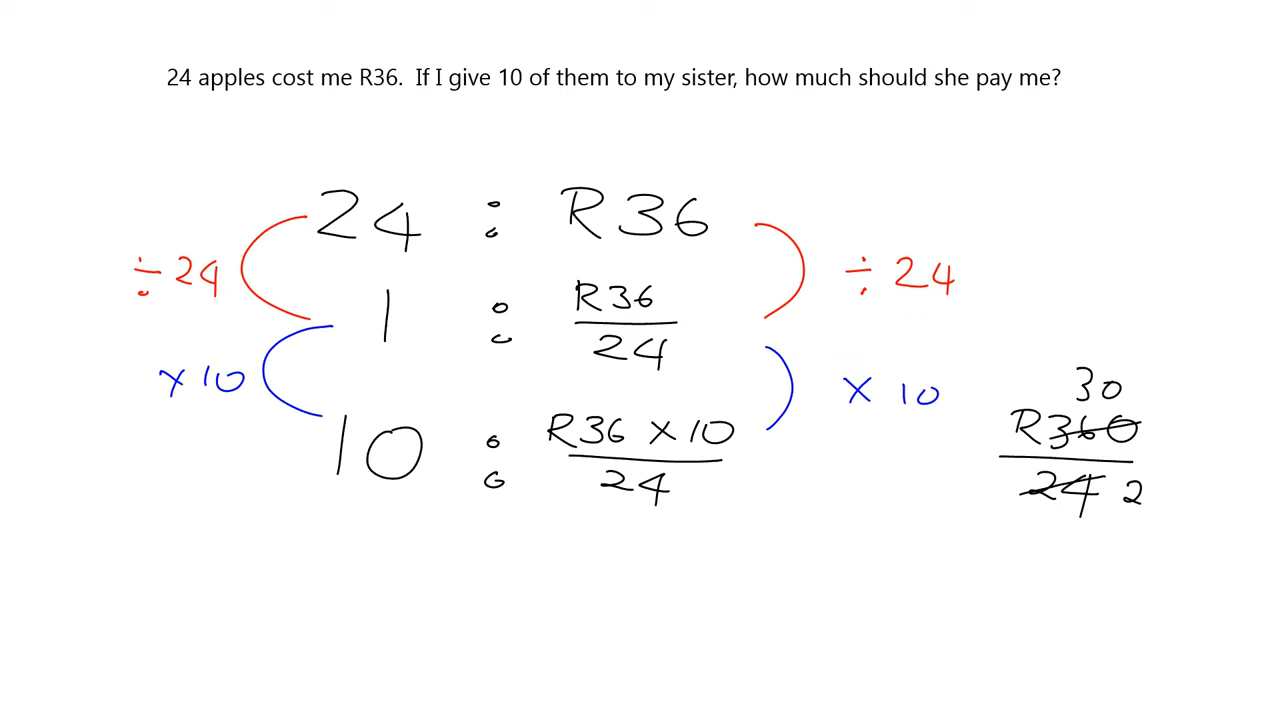 24 apples cost me R36.  If I give 10 of them to my sister, how much should she pay me?
24 : R36
÷ 24
÷ 24
1 : R36
24
× 10
× 10
30
10 : R36 × 10
24
R360
24 2